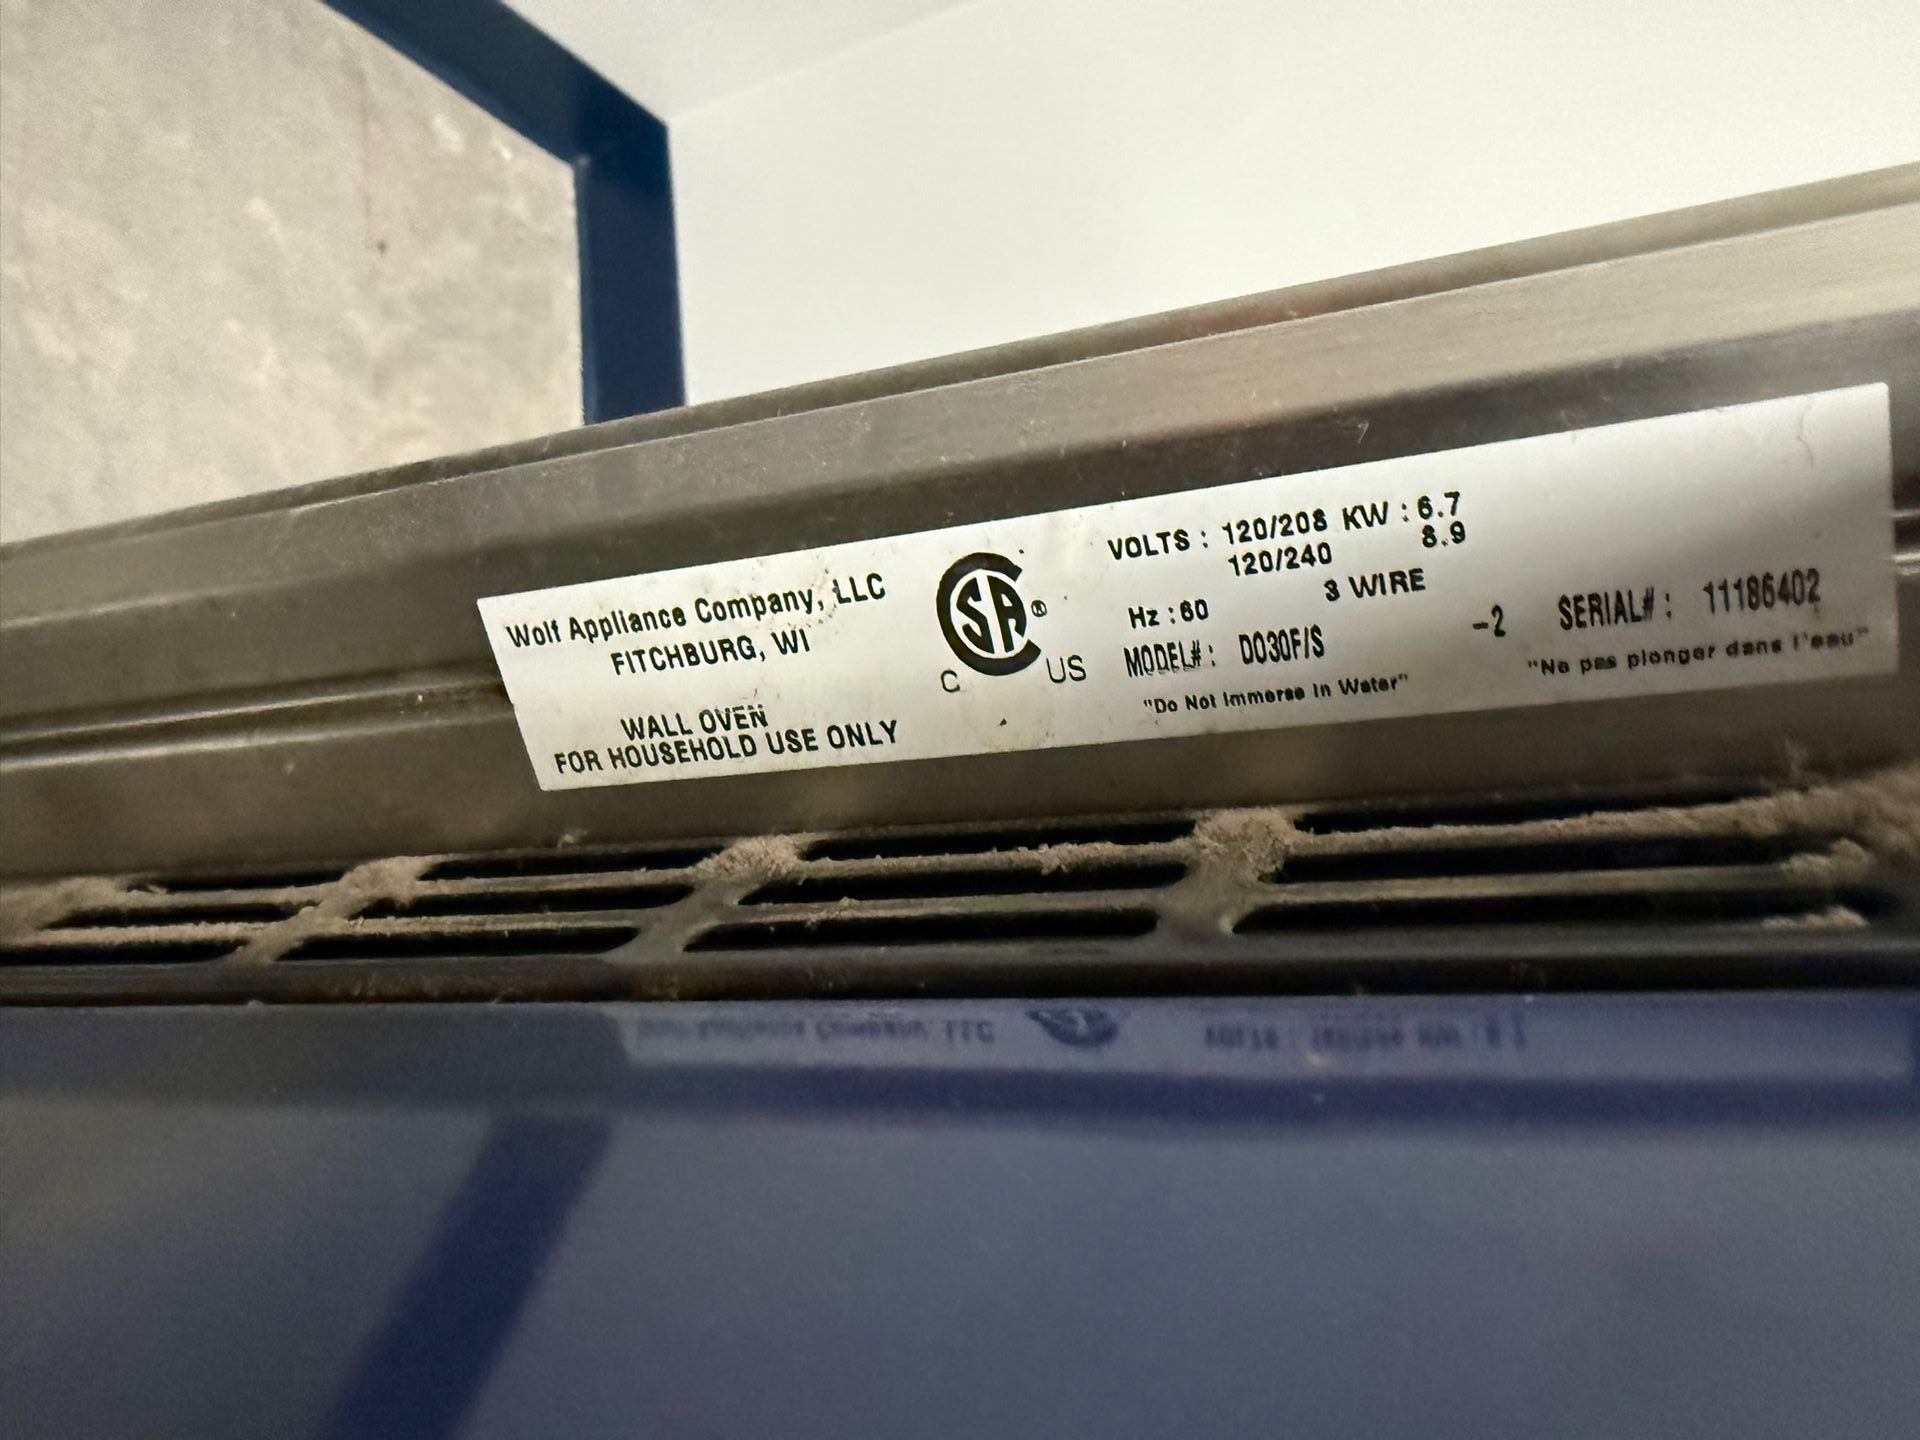 Wolf Appliance Company, LLC
FITCHBURG, WI
WALL OVEN
FOR HOUSEHOLD USE ONLY
CSA®
C US
VOLTS : 120/208 KW : 6.7
120/240 8.9
Hz : 60 3 WIRE
MODEL# : DO30F/S -2 SERIAL# : 11186402
"Do Not Immerse in Water" "Ne pas plonger dans l'eau"